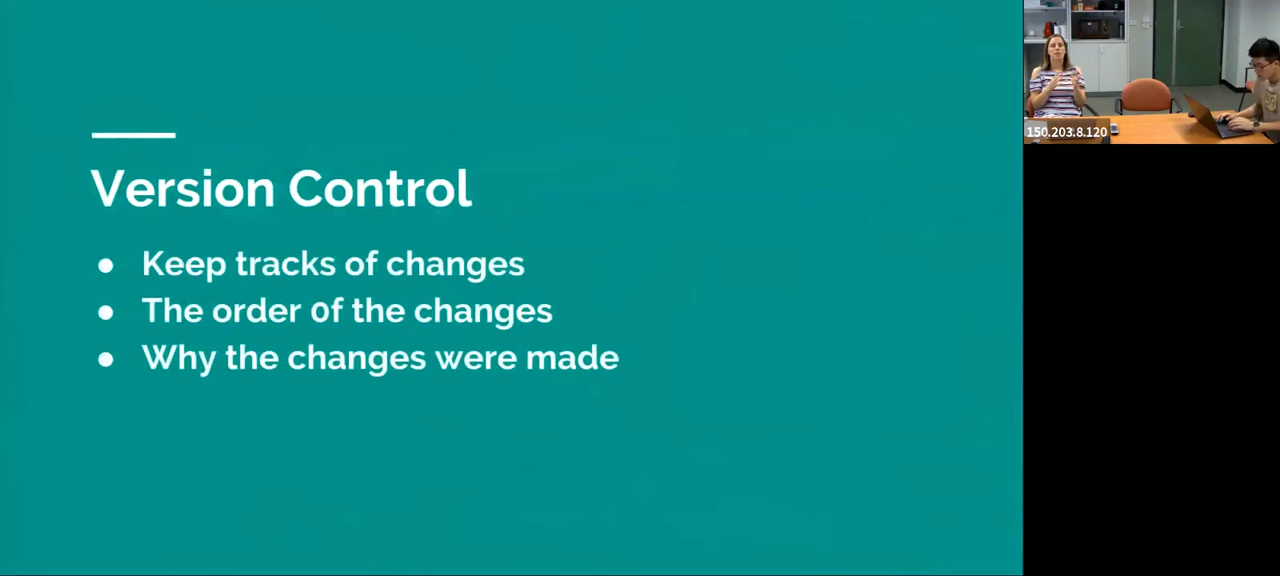 Version Control
● Keep tracks of changes
● The order 0f the changes
● Why the changes were made
150.203.8.120